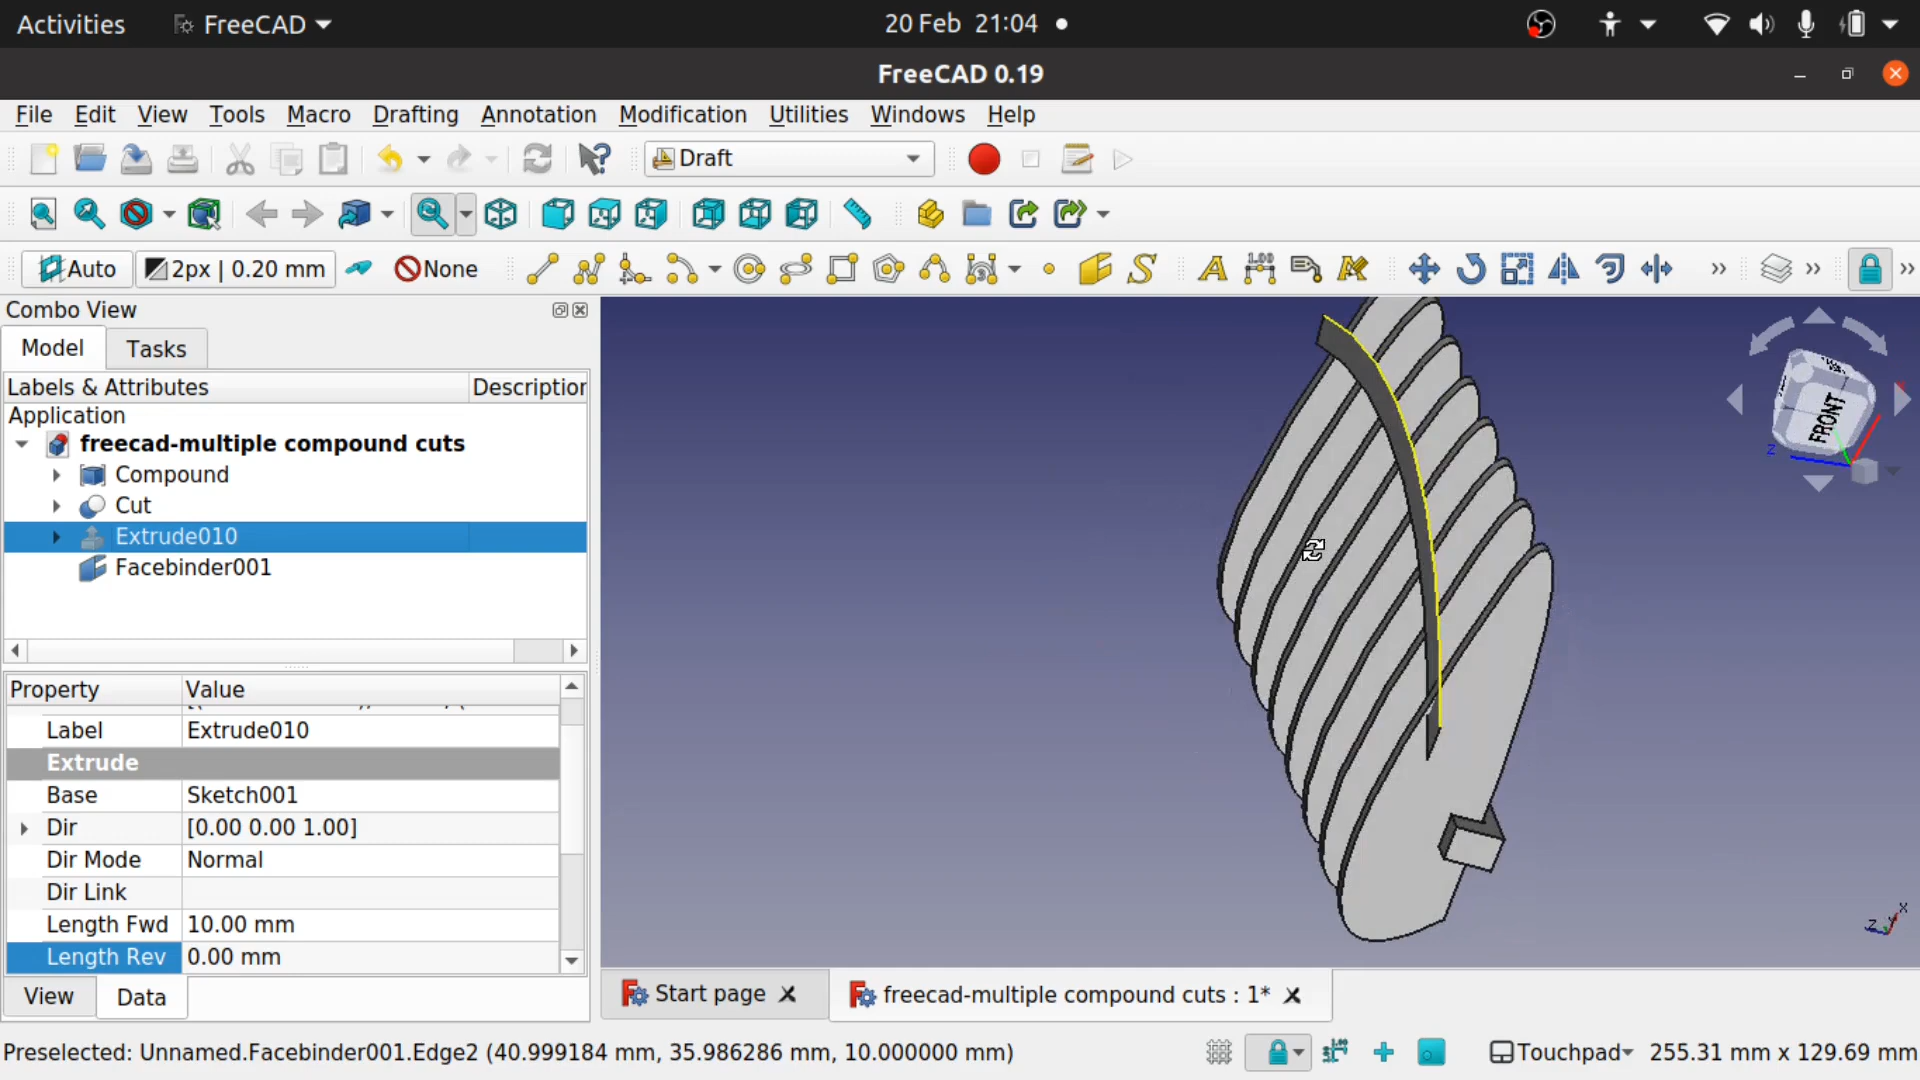 Activities FreeCAD 20 Feb 21:04
FreeCAD 0.19
File Edit View Tools Macro Drafting Annotation Modification Utilities Windows Help
Draft
Auto 2px | 0.20 mm None
Combo View
Model Tasks
Labels & Attributes Description
Application
freecad-multiple compound cuts
Compound
Cut
Extrude010
Facebinder001
Property Value
Label Extrude010
Extrude
Base Sketch001
Dir [0.00 0.00 1.00]
Dir Mode Normal
Dir Link
Length Fwd 10.00 mm
Length Rev 0.00 mm
View Data
FRONT
Z
Z X
Start page freecad-multiple compound cuts : 1*
Preselected: Unnamed.Facebinder001.Edge2 (40.999184 mm, 35.986286 mm, 10.000000 mm) Touchpad 255.31 mm x 129.69 mm